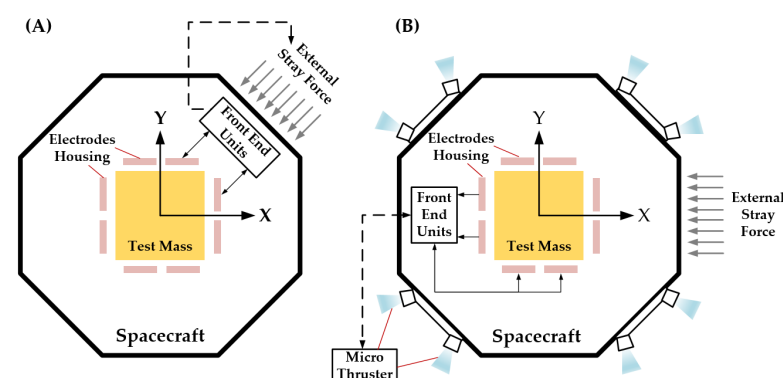 (A)
External
Stray Force
Front End
Units
Y
Electrodes
Housing
X
Test Mass
Spacecraft
(B)
Y
Electrodes
Housing
Front
End
Units
X
Test Mass
External
Stray
Force
Spacecraft
Micro
Thruster